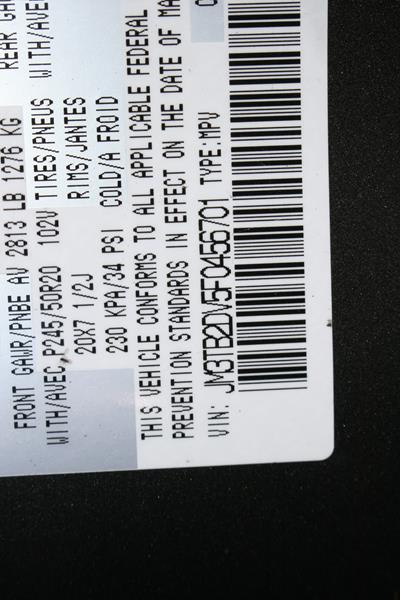 REAR
WITH/AVEC
FRONT GAWR/PNBE AV 2813 LB 1276 KG
WITH/AVEC P245/50R20 102V TIRES/PNEUS
20X7 1/2J RIMS/JANTES
230 KPA/34 PSI COLD/A FROID
THIS VEHICLE CONFORMS TO ALL APPLICABLE FEDERAL
PREVENTION STANDARDS IN EFFECT ON THE DATE OF MA
VIN: JM3TB2DV5F0456701 TYPE:MPV